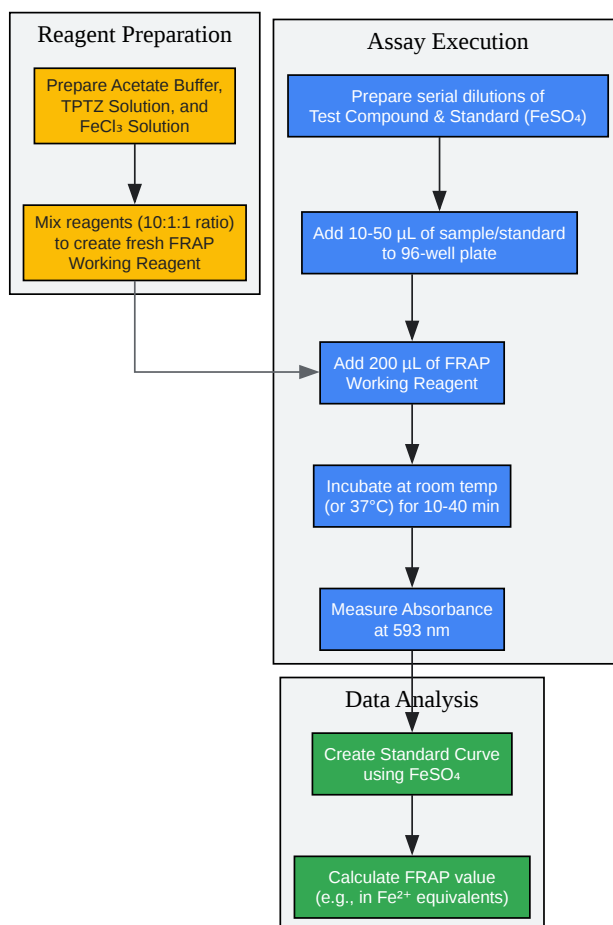 Reagent Preparation
Prepare Acetate Buffer,
TPTZ Solution, and
FeCl₃ Solution
Mix reagents (10:1:1 ratio)
to create fresh FRAP
Working Reagent
Assay Execution
Prepare serial dilutions of
Test Compound & Standard (FeSO₄)
Add 10-50 µL of sample/standard
to 96-well plate
Add 200 µL of FRAP
Working Reagent
Incubate at room temp
(or 37°C) for 10-40 min
Measure Absorbance
at 593 nm
Data Analysis
Create Standard Curve
using FeSO₄
Calculate FRAP value
(e.g., in Fe²⁺ equivalents)